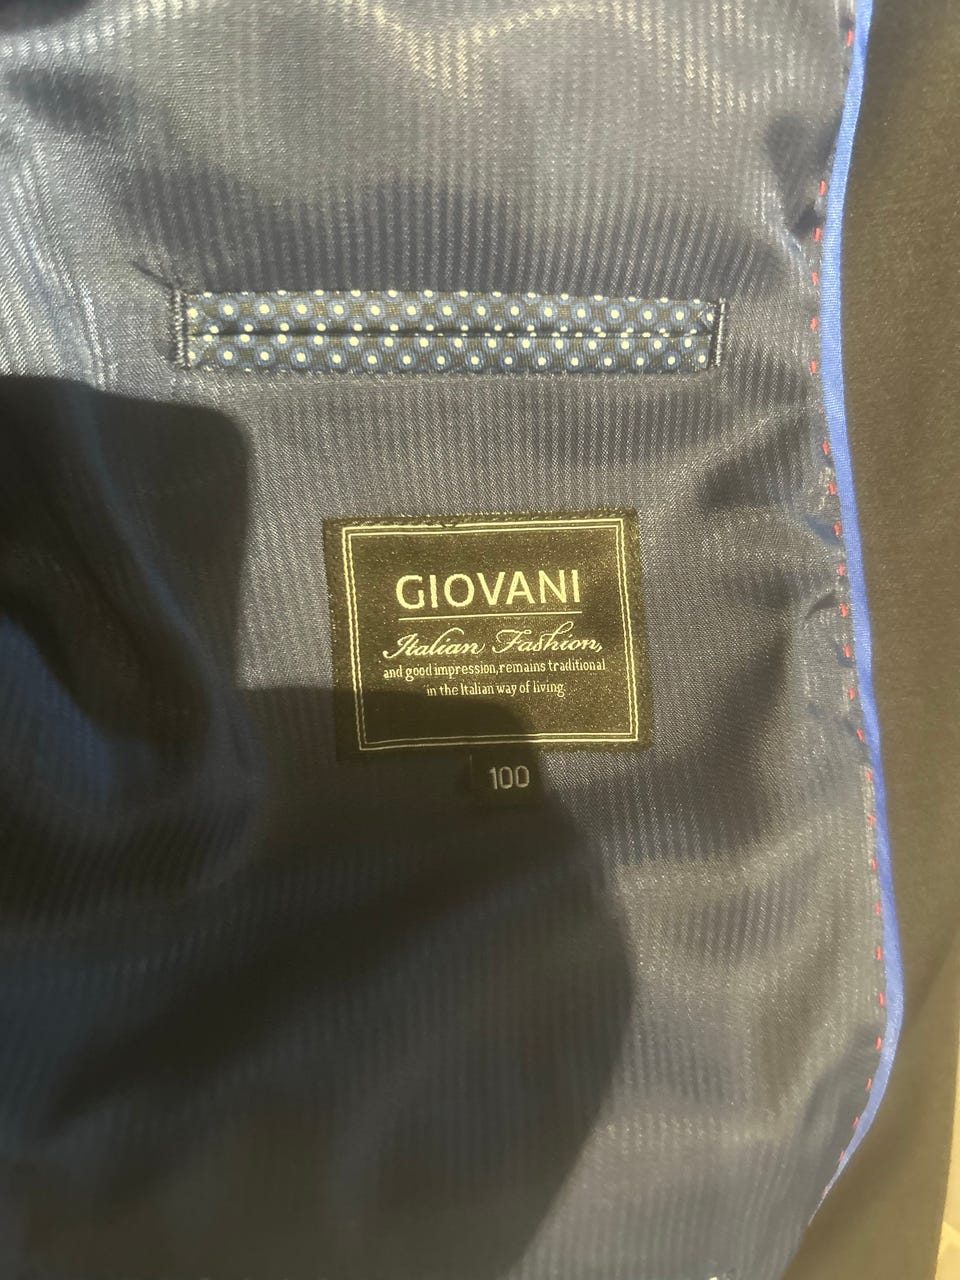 GIOVANI
Italian Fashion,
and good impression, remains traditional
in the Italian way of living.
100